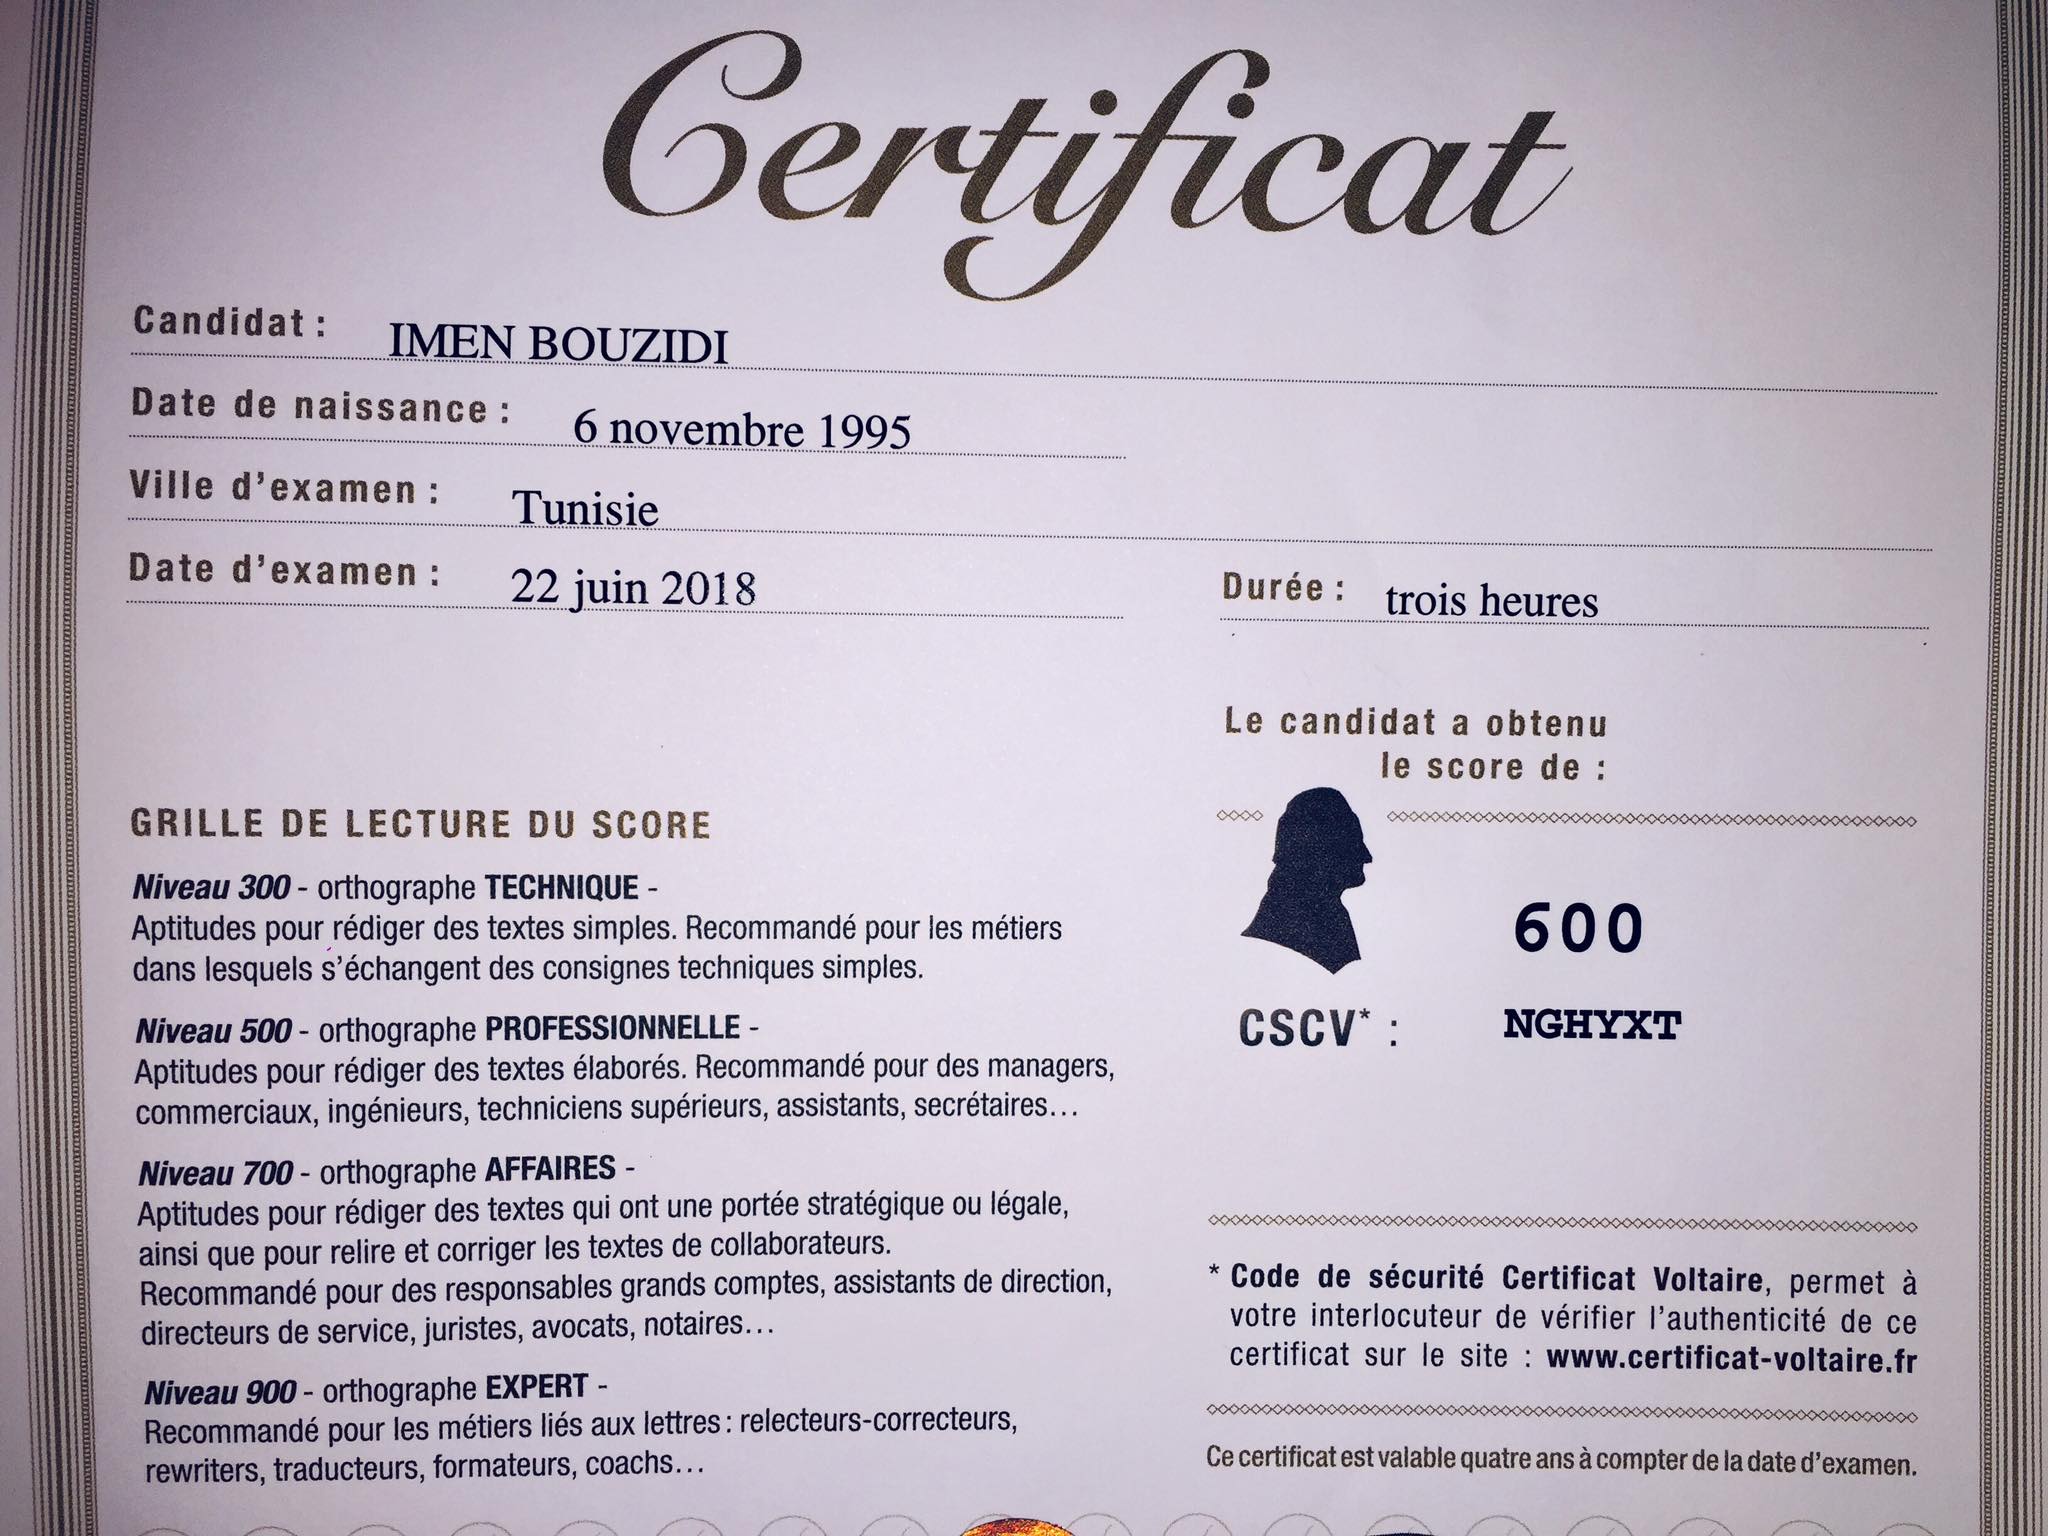 Certificat
Candidat : IMEN BOUZIDI
Date de naissance : 6 novembre 1995
Ville d'examen : Tunisie
Date d'examen : 22 juin 2018
Durée : trois heures
Le candidat a obtenu
le score de :
600
CSCV* : NGHYXT
GRILLE DE LECTURE DU SCORE
Niveau 300 - orthographe TECHNIQUE -
Aptitudes pour rédiger des textes simples. Recommandé pour les métiers
dans lesquels s'échangent des consignes techniques simples.
Niveau 500 - orthographe PROFESSIONNELLE -
Aptitudes pour rédiger des textes élaborés. Recommandé pour des managers,
commerciaux, ingénieurs, techniciens supérieurs, assistants, secrétaires...
Niveau 700 - orthographe AFFAIRES -
Aptitudes pour rédiger des textes qui ont une portée stratégique ou légale,
ainsi que pour relire et corriger les textes de collaborateurs.
Recommandé pour des responsables grands comptes, assistants de direction,
directeurs de service, juristes, avocats, notaires...
Niveau 900 - orthographe EXPERT -
Recommandé pour les métiers liés aux lettres : relecteurs-correcteurs,
rewriters, traducteurs, formateurs, coachs...
* Code de sécurité Certificat Voltaire, permet à
votre interlocuteur de vérifier l'authenticité de ce
certificat sur le site : www.certificat-voltaire.fr
Ce certificat est valable quatre ans à compter de la date d'examen.